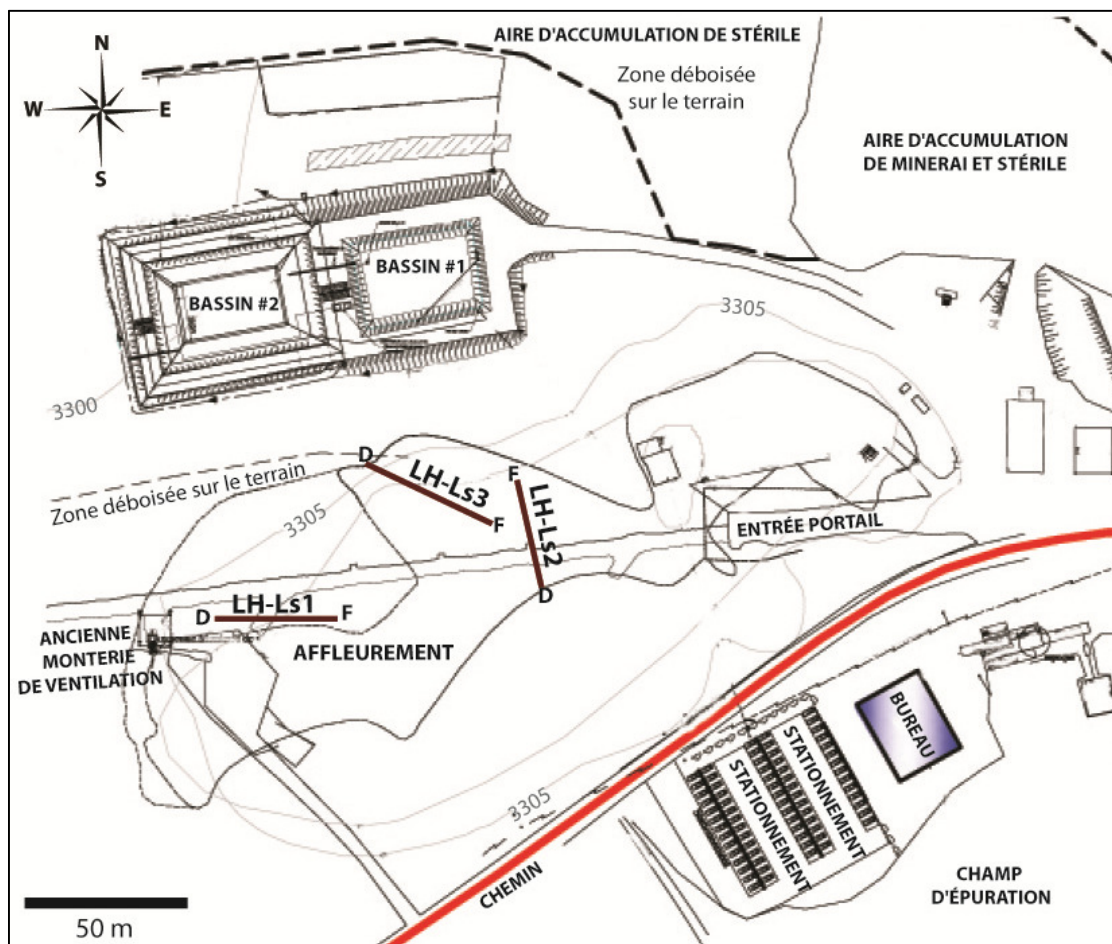 AIRE D'ACCUMULATION DE STÉRILE
N
Zone déboisée
sur le terrain
W
E
AIRE D'ACCUMULATION
DE MINERAI ET STÉRILE
S
BASSIN #1
BASSIN #2
3305
3300
D
LH-Ls3
F
F
LH-Ls2
D
Zone déboisée sur le terrain
3305
ENTRÉE PORTAIL
D
LH-Ls1
F
ANCIENNE
MONTERIE
DE VENTILATION
AFFLEUREMENT
BUREAU
STATIONNEMENT
STATIONNEMENT
3305
CHEMIN
CHAMP
D'ÉPURATION
50 m